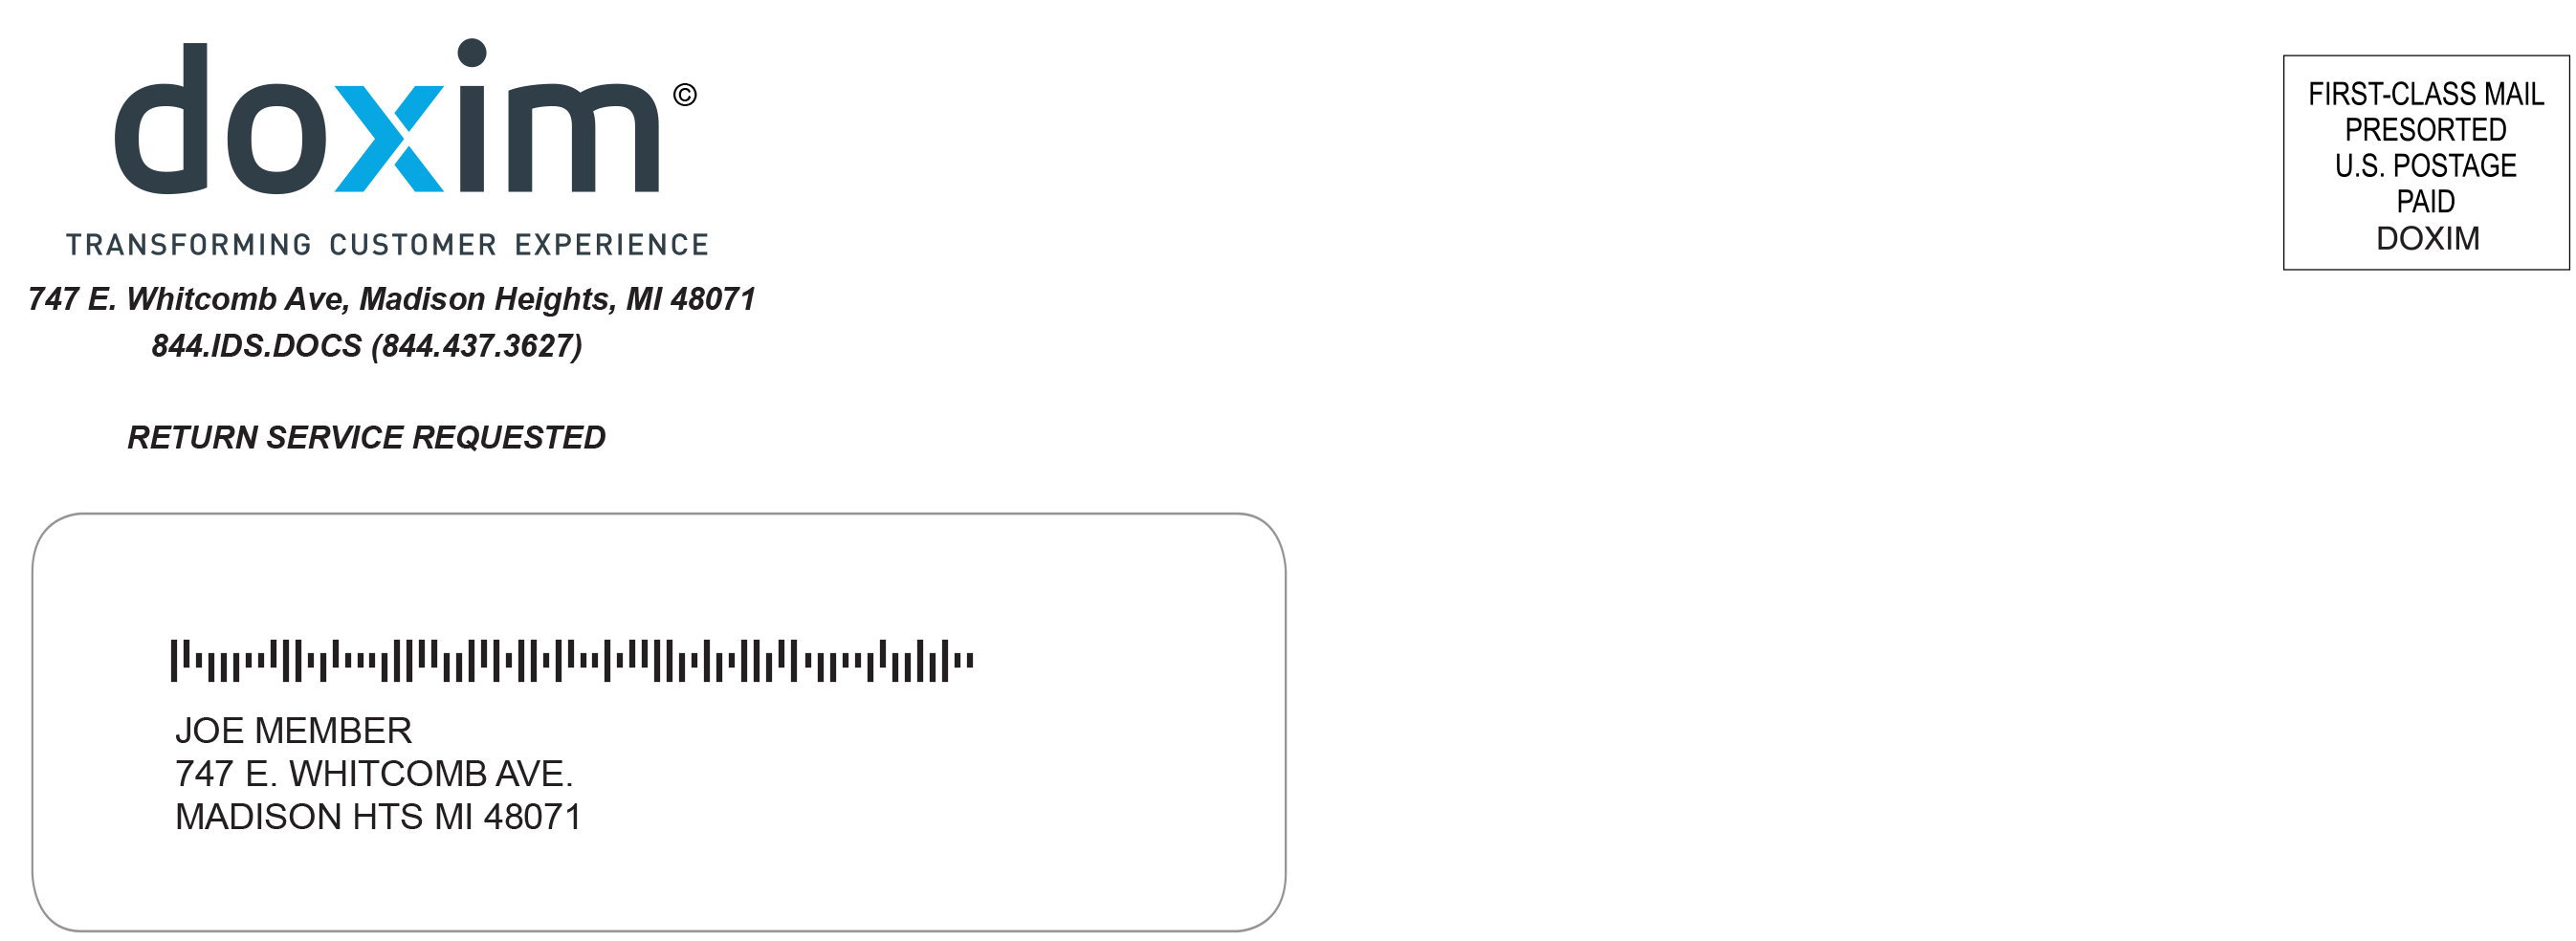 doxim©
TRANSFORMING CUSTOMER EXPERIENCE
747 E. Whitcomb Ave, Madison Heights, MI 48071
844.IDS.DOCS (844.437.3627)
RETURN SERVICE REQUESTED
FIRST-CLASS MAIL
PRESORTED
U.S. POSTAGE
PAID
DOXIM
JOE MEMBER
747 E. WHITCOMB AVE.
MADISON HTS MI 48071